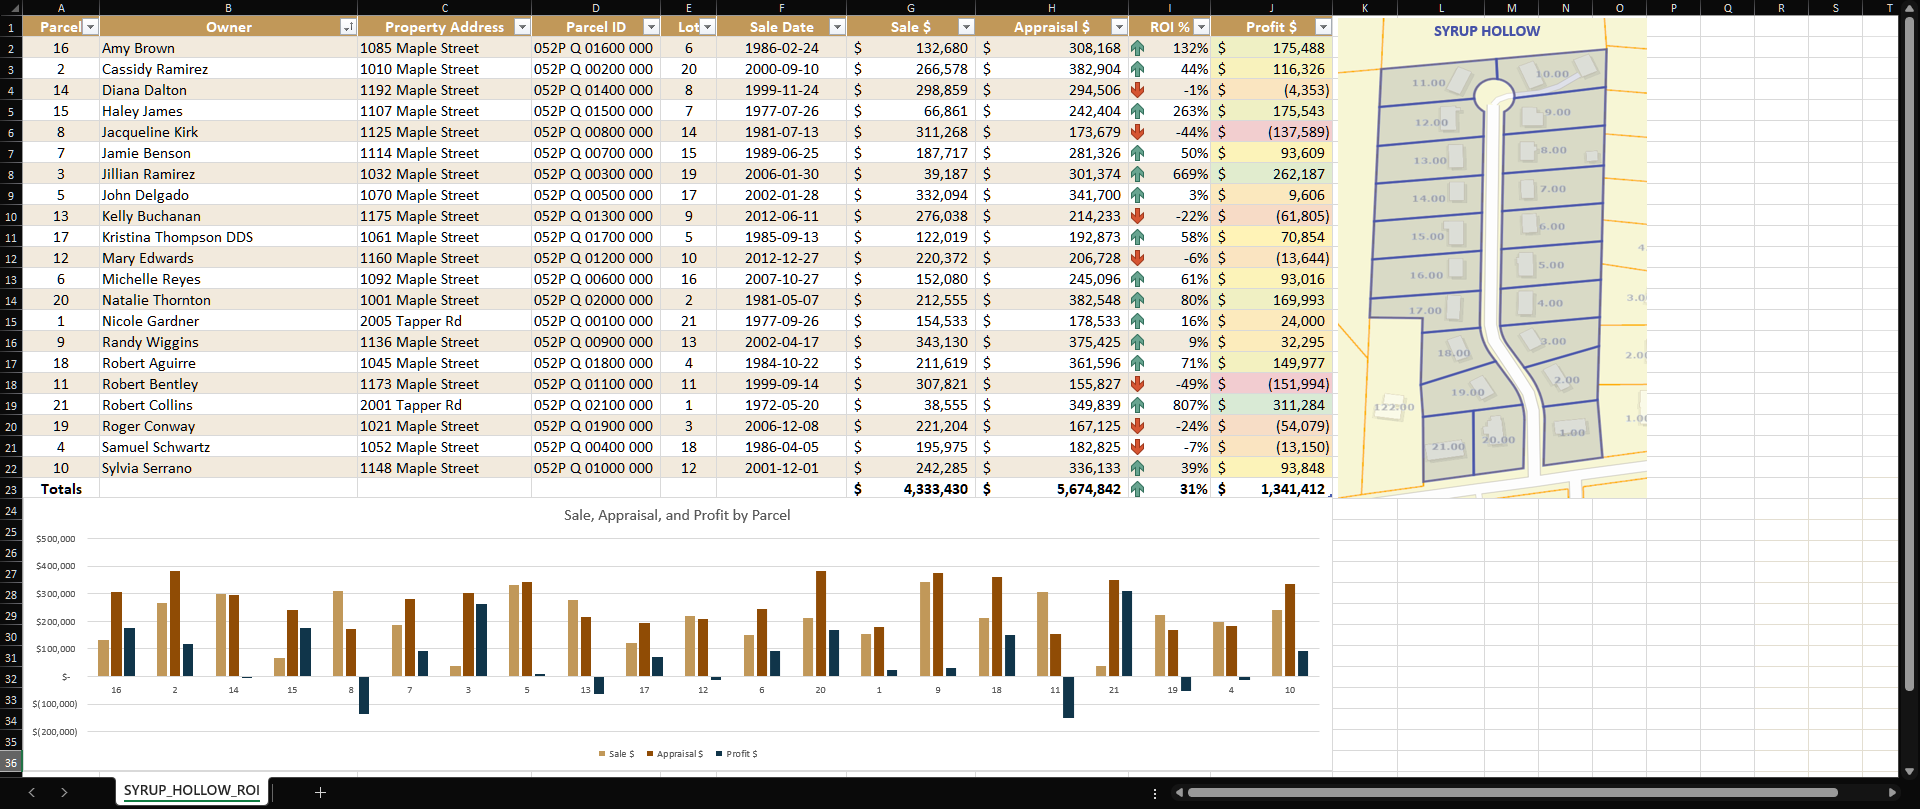 A B C D E F G H I J K L M N O P Q R S T
1 Parcel Owner Property Address Parcel ID Lot Sale Date Sale $ Appraisal $ ROI % Profit $
2 16 Amy Brown 1085 Maple Street 052P Q 01600 000 6 1986-02-24 $ 132,680 $ 308,168 132% $ 175,488
3 2 Cassidy Ramirez 1010 Maple Street 052P Q 00200 000 20 2000-09-10 $ 266,578 $ 382,904 44% $ 116,326
4 14 Diana Dalton 1192 Maple Street 052P Q 01400 000 8 1999-11-24 $ 298,859 $ 294,506 -1% $ (4,353)
5 15 Haley James 1107 Maple Street 052P Q 01500 000 7 1977-07-26 $ 66,861 $ 242,404 263% $ 175,543
6 8 Jacqueline Kirk 1125 Maple Street 052P Q 00800 000 14 1981-07-13 $ 311,268 $ 173,679 -44% $ (137,589)
7 7 Jamie Benson 1114 Maple Street 052P Q 00700 000 15 1989-06-25 $ 187,717 $ 281,326 50% $ 93,609
8 3 Jillian Ramirez 1032 Maple Street 052P Q 00300 000 19 2006-01-30 $ 39,187 $ 301,374 669% $ 262,187
9 5 John Delgado 1070 Maple Street 052P Q 00500 000 17 2002-01-28 $ 332,094 $ 341,700 3% $ 9,606
10 13 Kelly Buchanan 1175 Maple Street 052P Q 01300 000 9 2012-06-11 $ 276,038 $ 214,233 -22% $ (61,805)
11 17 Kristina Thompson DDS 1061 Maple Street 052P Q 01700 000 5 1985-09-13 $ 122,019 $ 192,873 58% $ 70,854
12 12 Mary Edwards 1160 Maple Street 052P Q 01200 000 10 2012-12-27 $ 220,372 $ 206,728 -6% $ (13,644)
13 6 Michelle Reyes 1092 Maple Street 052P Q 00600 000 16 2007-10-27 $ 152,080 $ 245,096 61% $ 93,016
14 20 Natalie Thornton 1001 Maple Street 052P Q 02000 000 2 1981-05-07 $ 212,555 $ 382,548 80% $ 169,993
15 1 Nicole Gardner 2005 Tapper Rd 052P Q 00100 000 21 1977-09-26 $ 154,533 $ 178,533 16% $ 24,000
16 9 Randy Wiggins 1136 Maple Street 052P Q 00900 000 13 2002-04-17 $ 343,130 $ 375,425 9% $ 32,295
17 18 Robert Aguirre 1045 Maple Street 052P Q 01800 000 4 1984-10-22 $ 211,619 $ 361,596 71% $ 149,977
18 11 Robert Bentley 1173 Maple Street 052P Q 01100 000 11 1999-09-14 $ 307,821 $ 155,827 -49% $ (151,994)
19 21 Robert Collins 2001 Tapper Rd 052P Q 02100 000 1 1972-05-20 $ 38,555 $ 349,839 807% $ 311,284
20 19 Roger Conway 1021 Maple Street 052P Q 01900 000 3 2006-12-08 $ 221,204 $ 167,125 -24% $ (54,079)
21 4 Samuel Schwartz 1052 Maple Street 052P Q 00400 000 18 1986-04-05 $ 195,975 $ 182,825 -7% $ (13,150)
22 10 Sylvia Serrano 1148 Maple Street 052P Q 01000 000 12 2001-12-01 $ 242,285 $ 336,133 39% $ 93,848
23 Totals $ 4,333,430 $ 5,674,842 31% $ 1,341,412
SYRUP HOLLOW
11.00 10.00
12.00 9.00
13.00 8.00
14.00 7.00
15.00 6.00
4
16.00 5.00
17.00 4.00 3.0
18.00 3.00 2.0
19.00 2.00
122.00
21.00 20.00 1.00 1.0
24
25
26
27
28
29
30
31
32
33
34
35
36
Sale, Appraisal, and Profit by Parcel
$500,000
$400,000
$300,000
$200,000
$100,000
$-
$(100,000)
$(200,000)
16 2 14 15 8 7 3 5 13 17 12 6 20 1 9 18 11 21 19 4 10
Sale $ Appraisal $ Profit $
SYRUP_HOLLOW_ROI